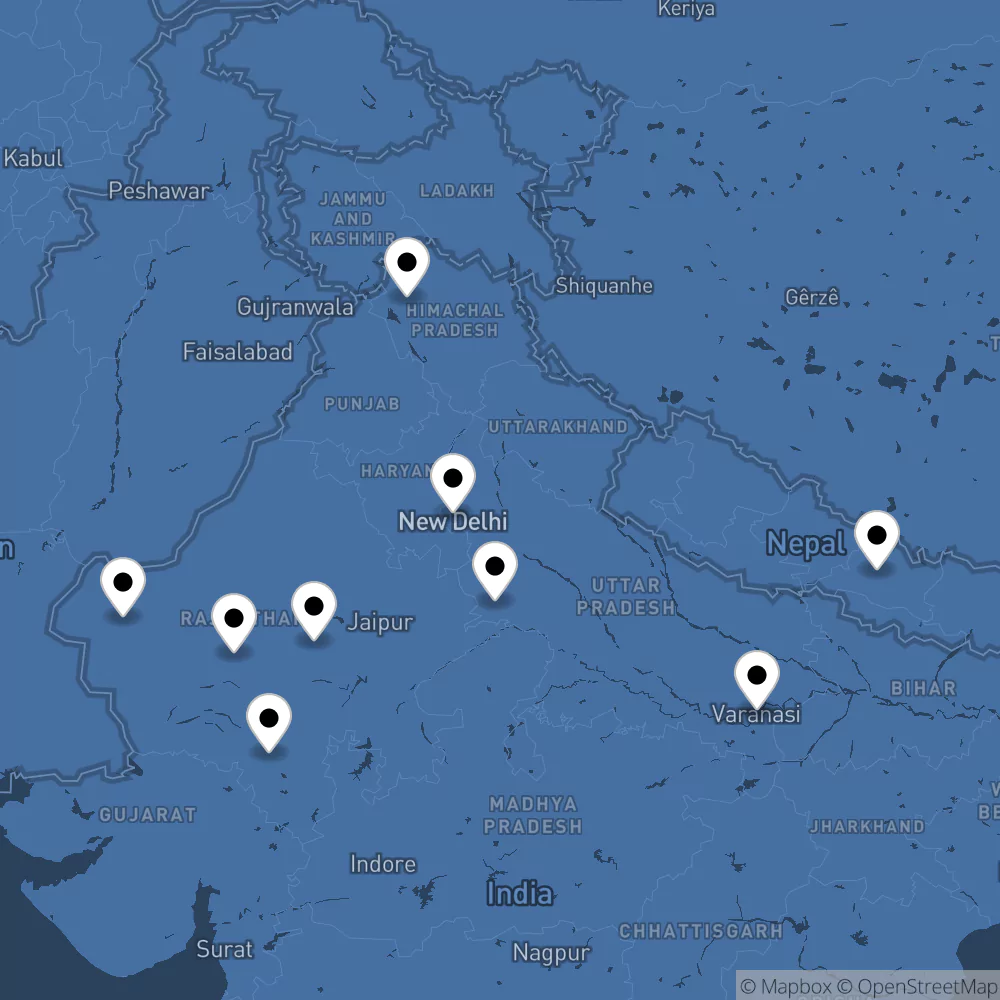 Keriya
Kabul
Peshawar
LADAKH
JAMMU
AND
KASHMIR
Shiquanhe
Gêrzê
Gujranwala
HIMACHAL
PRADESH
Faisalabad
PUNJAB
UTTARAKHAND
HARYAN
New Delhi
Nepal
UTTAR
PRADESH
Jaipur
BIHAR
Varanasi
GUJARAT
MADHYA
PRADESH
JHARKHAND
Indore
India
CHHATTISGARH
Surat
Nagpur
© Mapbox © OpenStreetMap